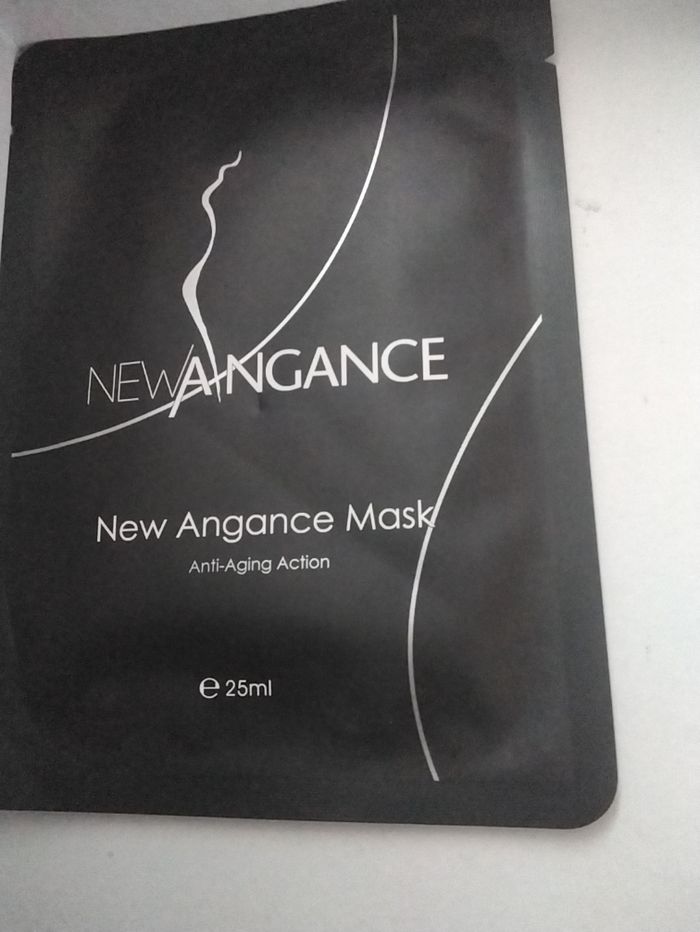 NEWANGANCE
New Angance Mask
Anti-Aging Action
℮ 25ml